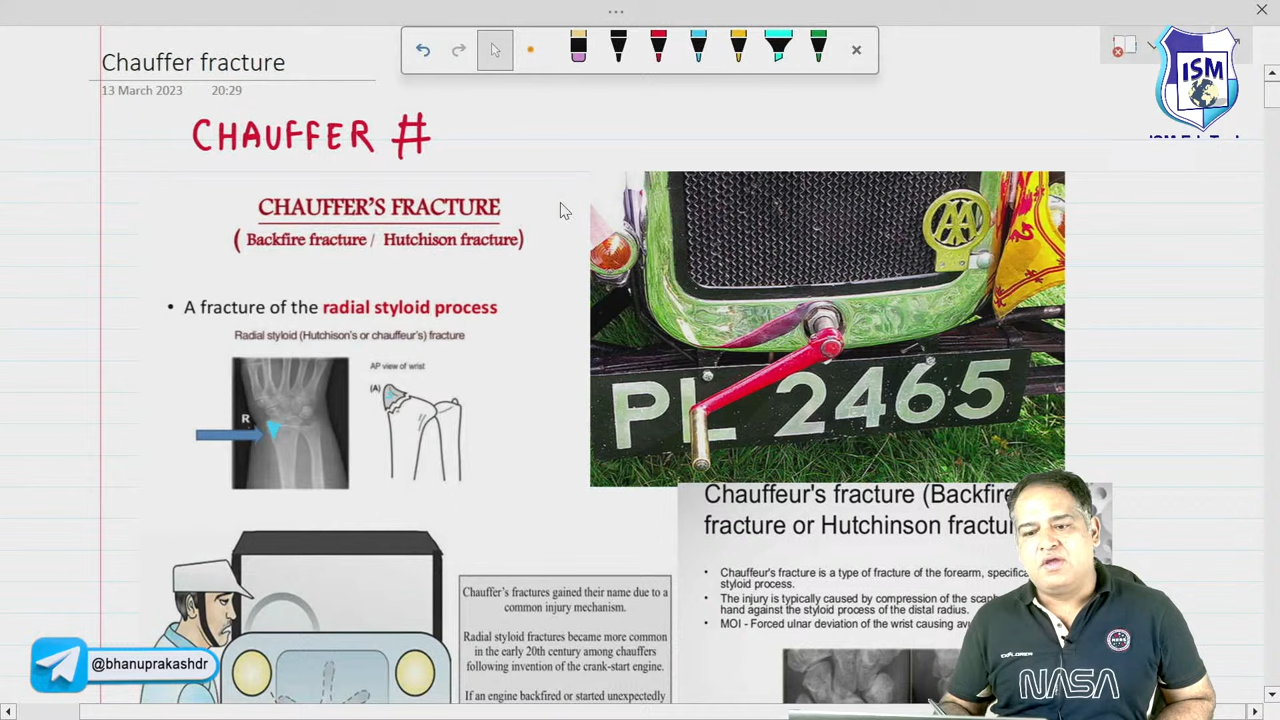 Chauffer fracture
13 March 2023 20:29
CHAUFFER #
CHAUFFER'S FRACTURE
( Backfire fracture / Hutchison fracture)
• A fracture of the radial styloid process
Radial styloid (Hutchison's or chauffeur's) fracture
AP view of wrist
(A)
R
AA
PL 2465
ISM
Chauffeur's fracture (Backfire
fracture or Hutchinson fractur
• Chauffeur's fracture is a type of fracture of the forearm, specific
styloid process.
• The injury is typically caused by compression of the scap
hand against the styloid process of the distal radius.
• MOI - Forced ulnar deviation of the wrist causing av
Chauffer's fractures gained their name due to a
common injury mechanism.
Radial styloid fractures became more common
in the early 20th century among chauffers
following invention of the crank-start engine.
If an engine backfired or started unexpectedly
@bhanuprakashdr
EXPLORER
NASA